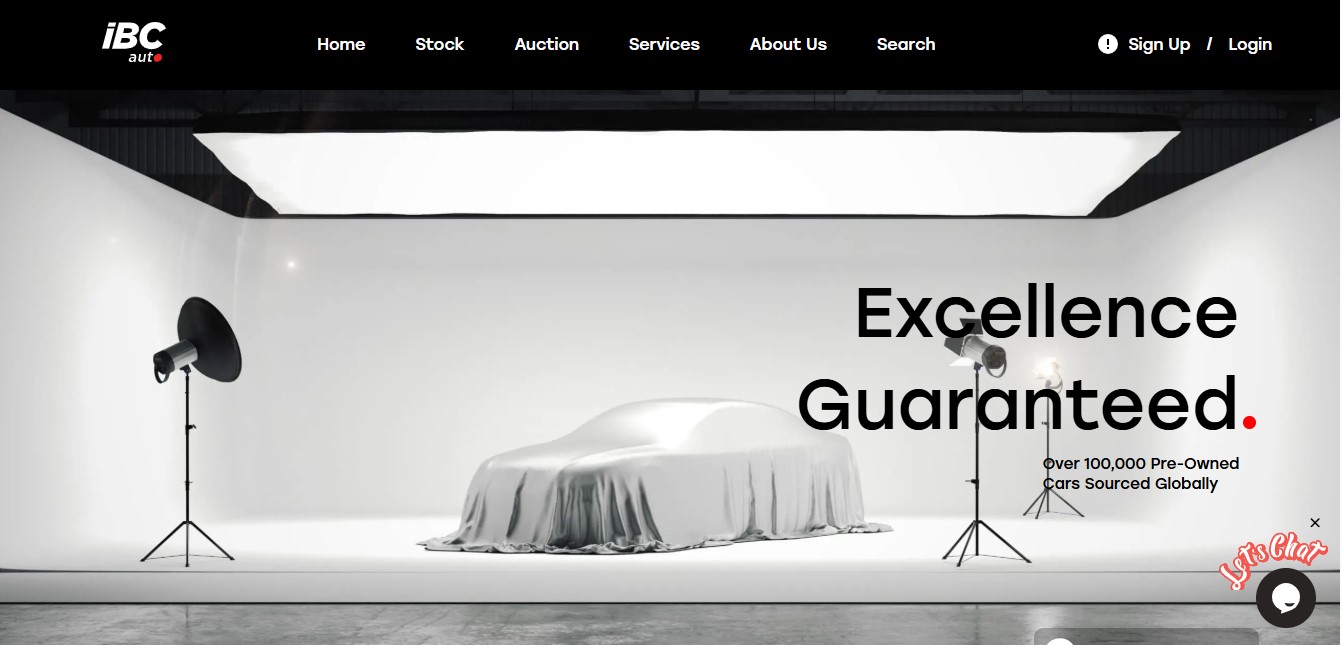 iBC
auto
Home
Stock
Auction
Services
About Us
Search
! Sign Up / Login
Excellence
Guaranteed.
Over 100,000 Pre-Owned
Cars Sourced Globally
Let's Chat